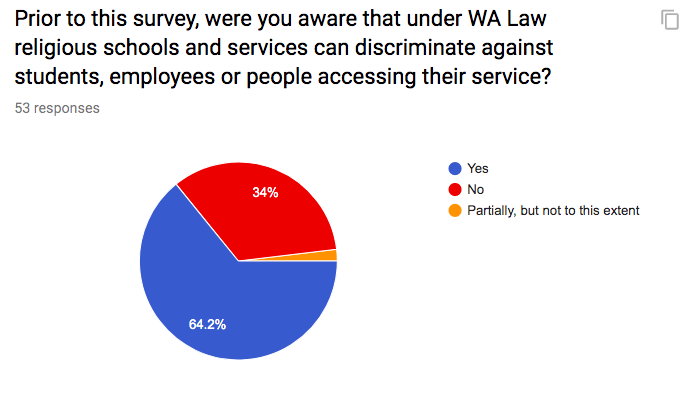 Prior to this survey, were you aware that under WA Law
religious schools and services can discriminate against
students, employees or people accessing their service?
53 responses
Yes
No
Partially, but not to this extent
34%
64.2%